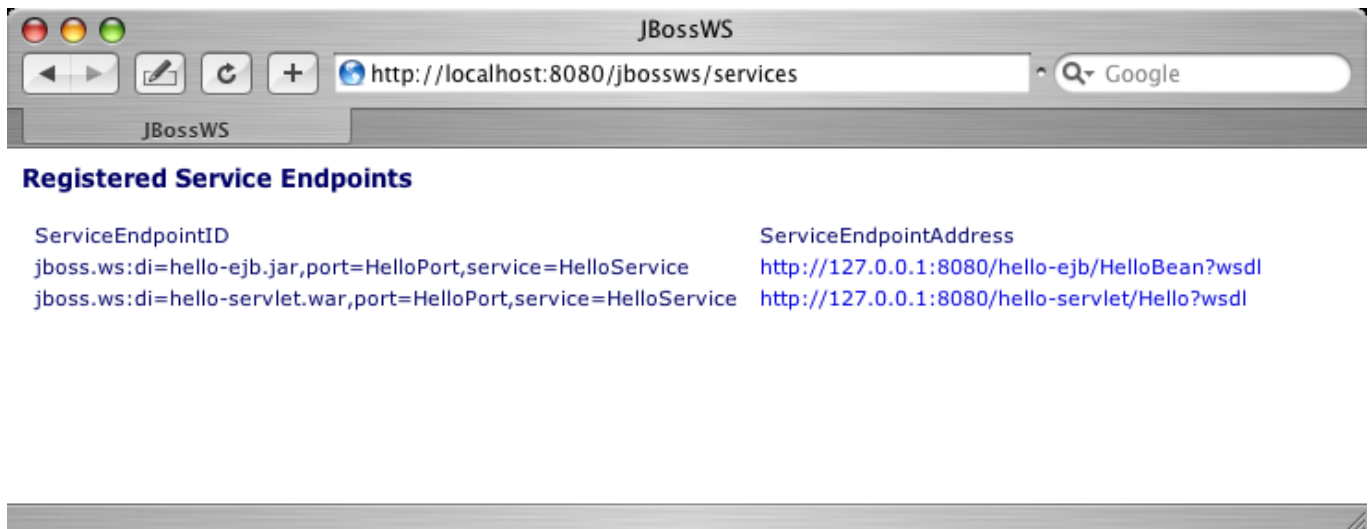 JBossWS
http://localhost:8080/jbossws/services
Google
JBossWS
Registered Service Endpoints
ServiceEndpointID ServiceEndpointAddress
jboss.ws:di=hello-ejb.jar,port=HelloPort,service=HelloService http://127.0.0.1:8080/hello-ejb/HelloBean?wsdl
jboss.ws:di=hello-servlet.war,port=HelloPort,service=HelloService http://127.0.0.1:8080/hello-servlet/Hello?wsdl